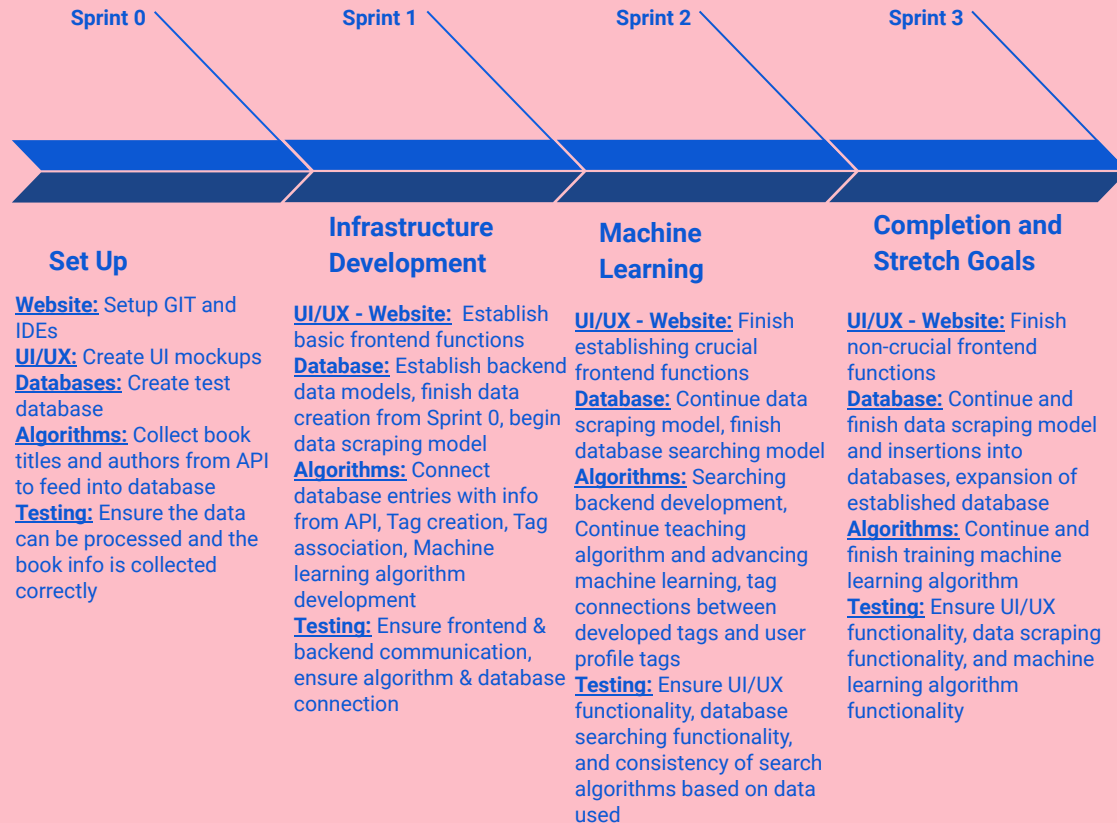 Sprint 0
Sprint 1
Sprint 2
Sprint 3
Set Up
Website: Setup GIT and
IDEs
UI/UX: Create UI mockups
Databases: Create test
database
Algorithms: Collect book
titles and authors from API
to feed into database
Testing: Ensure the data
can be processed and the
book info is collected
correctly
Infrastructure
Development
UI/UX - Website:  Establish
basic frontend functions
Database: Establish backend
data models, finish data
creation from Sprint 0, begin
data scraping model
Algorithms: Connect
database entries with info
from API, Tag creation, Tag
association, Machine
learning algorithm
development
Testing: Ensure frontend &
backend communication,
ensure algorithm & database
connection
Machine
Learning
UI/UX - Website: Finish
establishing crucial
frontend functions
Database: Continue data
scraping model, finish
database searching model
Algorithms: Searching
backend development,
Continue teaching
algorithm and advancing
machine learning, tag
connections between
developed tags and user
profile tags
Testing: Ensure UI/UX
functionality, database
searching functionality,
and consistency of search
algorithms based on data
used
Completion and
Stretch Goals
UI/UX - Website: Finish
non-crucial frontend
functions
Database: Continue and
finish data scraping model
and insertions into
databases, expansion of
established database
Algorithms: Continue and
finish training machine
learning algorithm
Testing: Ensure UI/UX
functionality, data scraping
functionality, and machine
learning algorithm
functionality